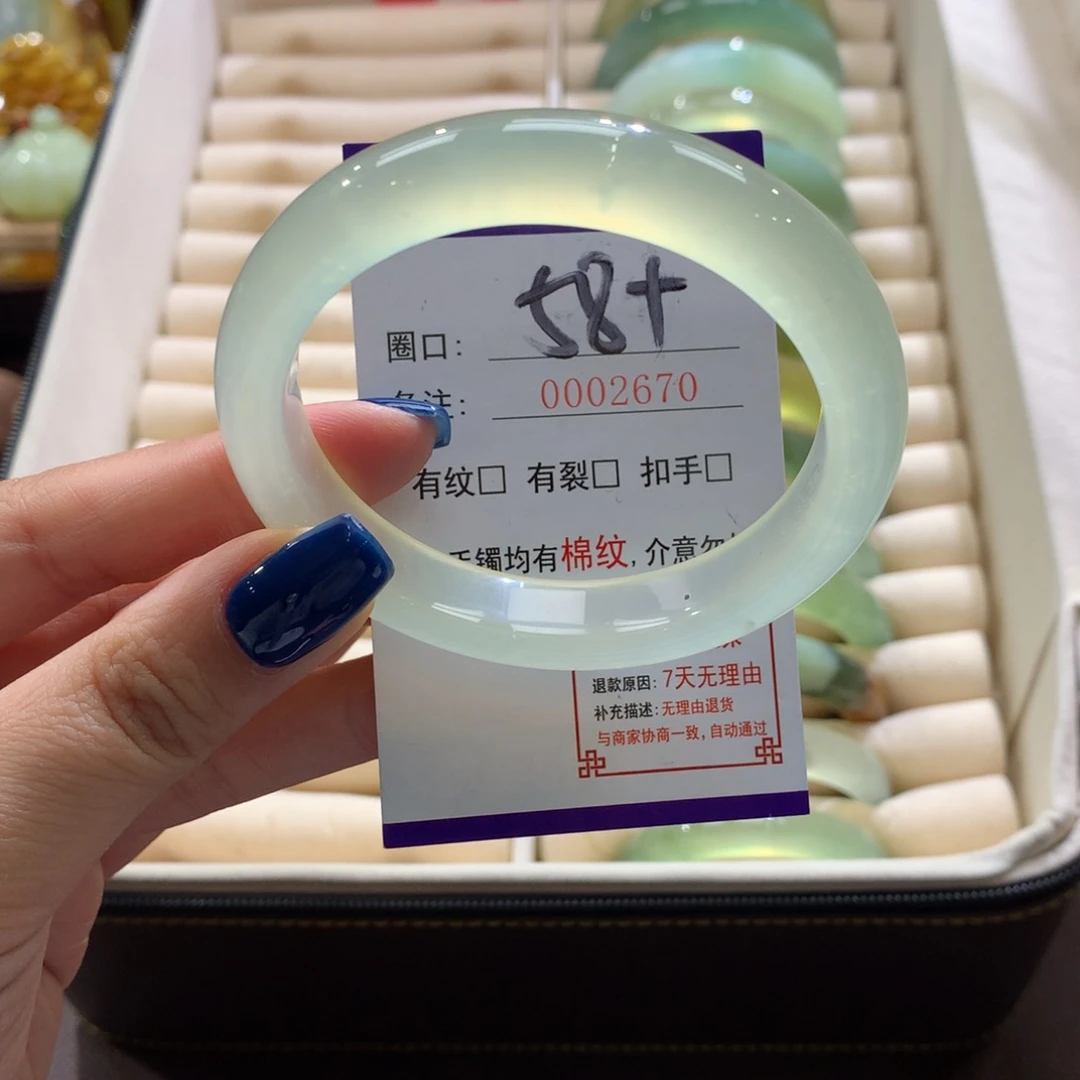 圈口: 58+
备注: 0002670
有纹□ 有裂□ 扣手□
手镯均有棉纹, 介意勿
退款原因: 7天无理由
补充描述: 无理由退货
与商家协商一致, 自动通过